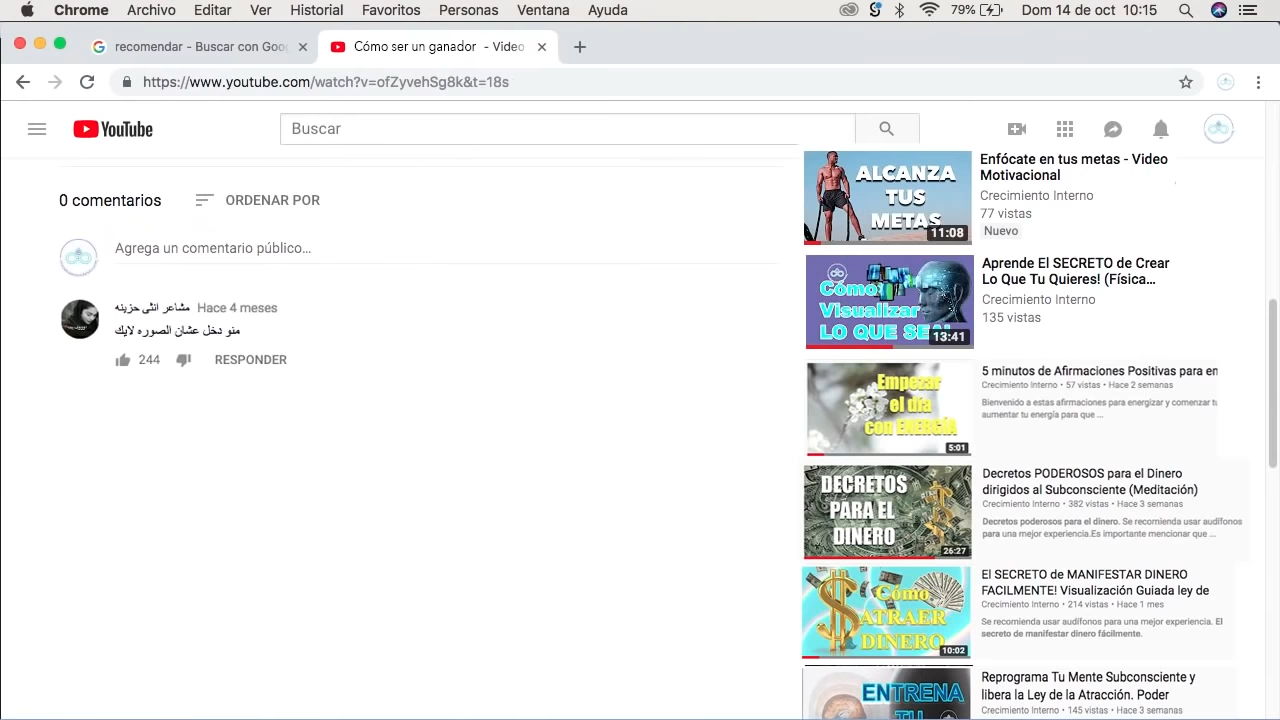 Chrome Archivo Editar Ver Historial Favoritos Personas Ventana Ayuda 79% Dom 14 de oct 10:15
recomendar - Buscar con Goo
Cómo ser un ganador - Video
https://www.youtube.com/watch?v=ofZyvehSg8k&t=18s
YouTube
Buscar
0 comentarios
ORDENAR POR
Agrega un comentario público...
مشاعر انثى حزينه Hace 4 meses
منو دخل عشان الصوره لايك
244 RESPONDER
ALCANZA
TUS
METAS
11:08
Enfócate en tus metas - Video
Motivacional
Crecimiento Interno
77 vistas
Nuevo
Cómo
Visualizar
LO QUE SEA
13:41
Aprende El SECRETO de Crear
Lo Que Tu Quieres! (Física...
Crecimiento Interno
135 vistas
Empezar
el día
con ENERGÍA
5:01
5 minutos de Afirmaciones Positivas para en
Crecimiento Interno • 57 vistas • Hace 2 semanas
Bienvenido a estas afirmaciones para energizar y comenzar tu
aumentar tu energía para que ...
DECRETOS
PARA EL
DINERO
26:27
Decretos PODEROSOS para el Dinero
dirigidos al Subconsciente (Meditación)
Crecimiento Interno • 382 vistas • Hace 3 semanas
Decretos poderosos para el dinero. Se recomienda usar audífonos
para una mejor experiencia.Es importante mencionar que ...
Cómo
ATRAER
DINERO
10:02
El SECRETO de MANIFESTAR DINERO
FACILMENTE! Visualización Guiada ley de
Crecimiento Interno • 214 vistas • Hace 1 mes
Se recomienda usar audífonos para una mejor experiencia. El
secreto de manifestar dinero fácilmente.
ENTRENA
TU
Reprograma Tu Mente Subconsciente y
libera la Ley de la Atracción. Poder
Crecimiento Interno • 145 vistas • Hace 3 semanas